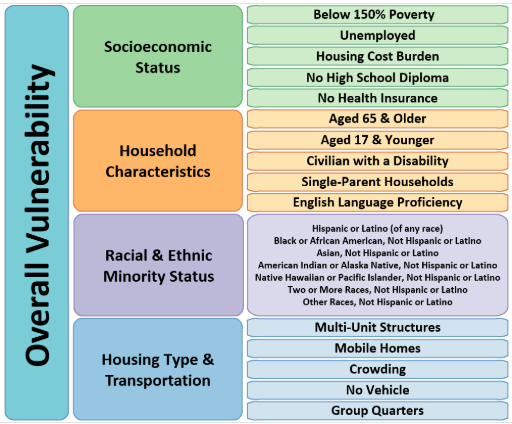 Overall Vulnerability
Socioeconomic
Status
Below 150% Poverty
Unemployed
Housing Cost Burden
No High School Diploma
No Health Insurance
Household
Characteristics
Aged 65 & Older
Aged 17 & Younger
Civilian with a Disability
Single-Parent Households
English Language Proficiency
Racial & Ethnic
Minority Status
Hispanic or Latino (of any race)
Black or African American, Not Hispanic or Latino
Asian, Not Hispanic or Latino
American Indian or Alaska Native, Not Hispanic or Latino
Native Hawaiian or Pacific Islander, Not Hispanic or Latino
Two or More Races, Not Hispanic or Latino
Other Races, Not Hispanic or Latino
Housing Type &
Transportation
Multi-Unit Structures
Mobile Homes
Crowding
No Vehicle
Group Quarters